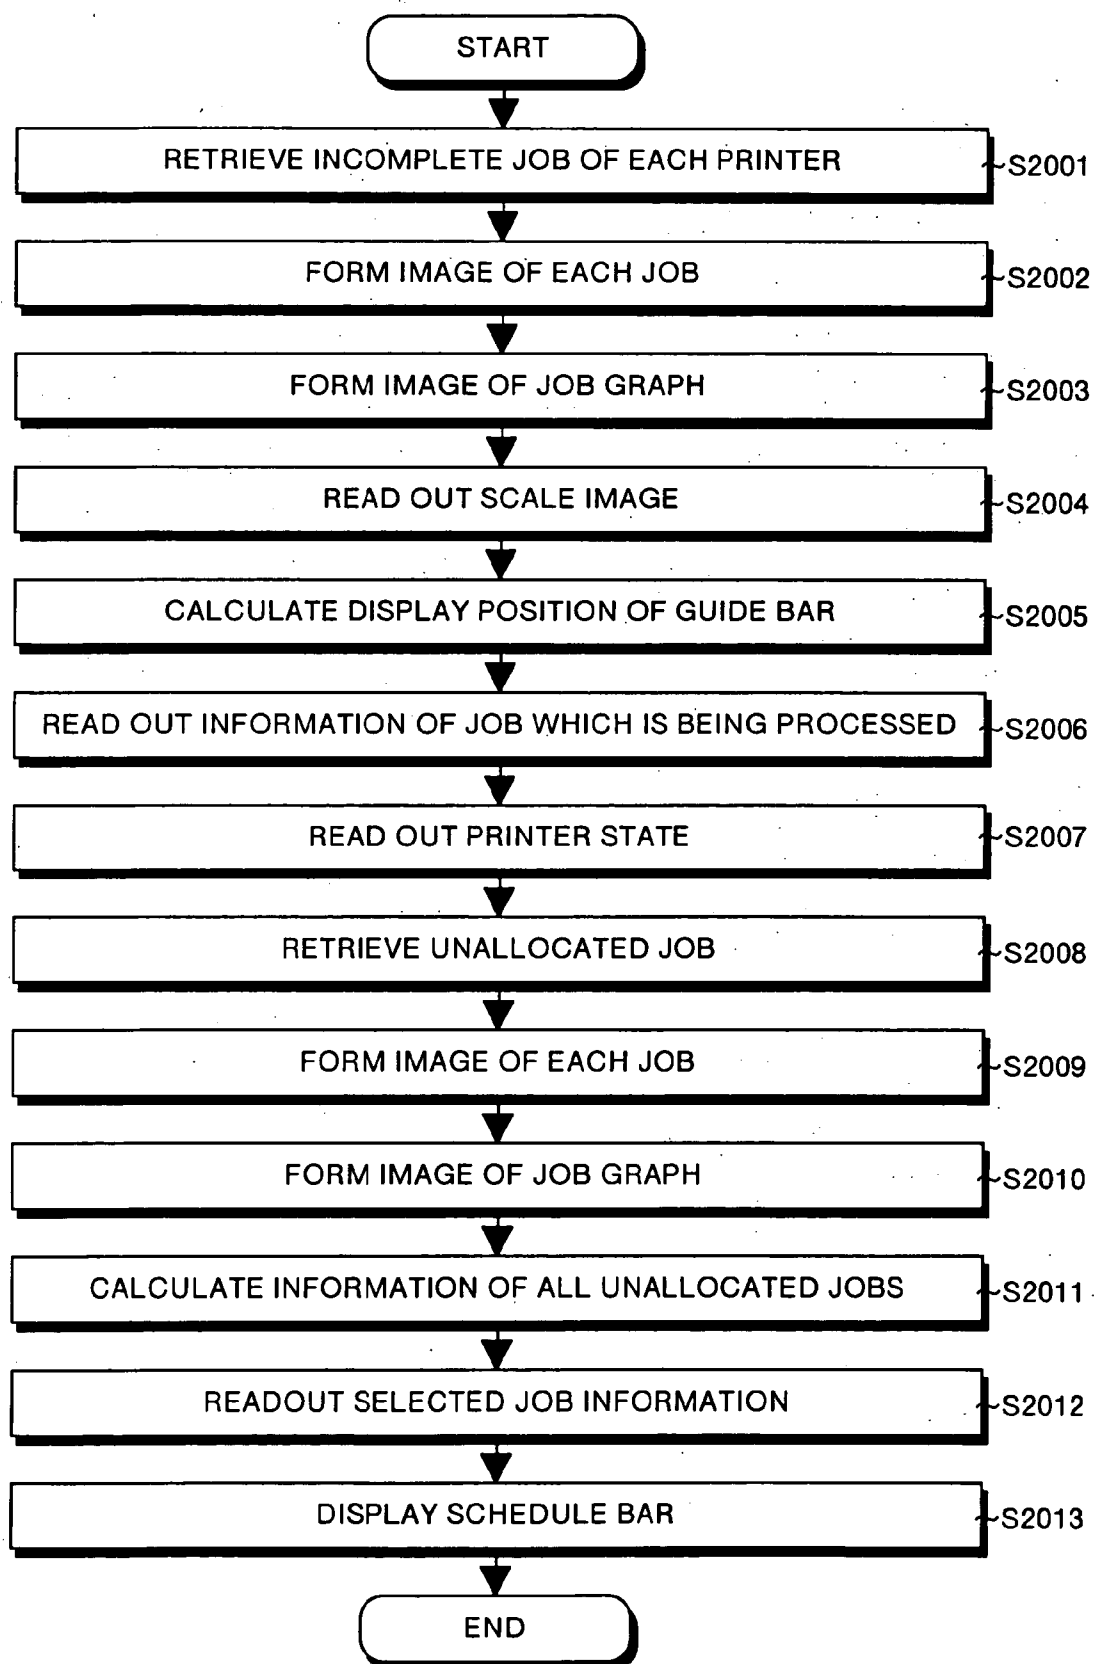 START
RETRIEVE INCOMPLETE JOB OF EACH PRINTER S2001
FORM IMAGE OF EACH JOB S2002
FORM IMAGE OF JOB GRAPH S2003
READ OUT SCALE IMAGE S2004
CALCULATE DISPLAY POSITION OF GUIDE BAR S2005
READ OUT INFORMATION OF JOB WHICH IS BEING PROCESSED S2006
READ OUT PRINTER STATE S2007
RETRIEVE UNALLOCATED JOB S2008
FORM IMAGE OF EACH JOB S2009
FORM IMAGE OF JOB GRAPH S2010
CALCULATE INFORMATION OF ALL UNALLOCATED JOBS S2011
READOUT SELECTED JOB INFORMATION S2012
DISPLAY SCHEDULE BAR S2013
END